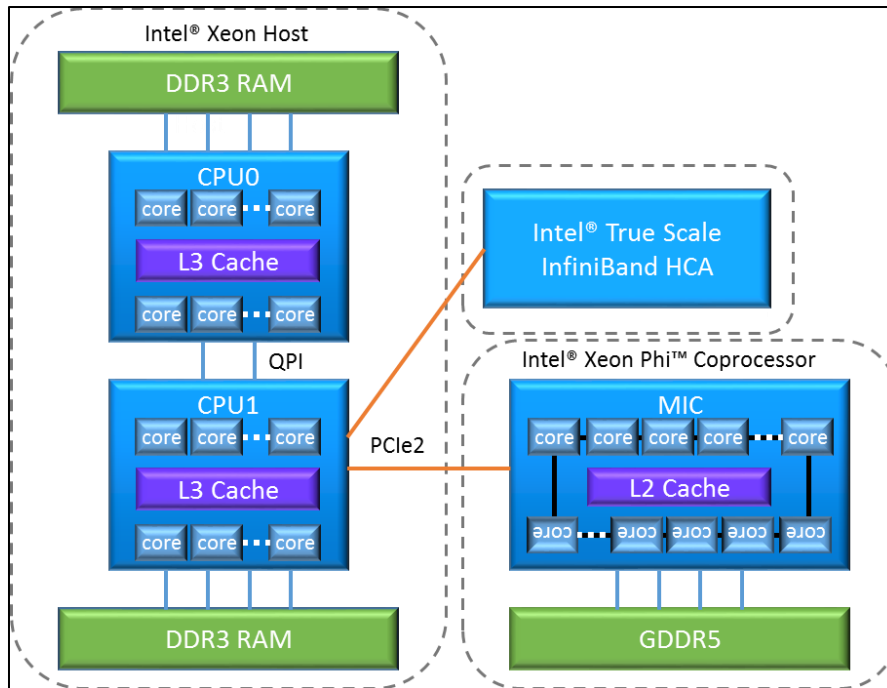 Intel® Xeon Host
DDR3 RAM
CPU0
core core core
L3 Cache
core core core
QPI
CPU1
core core core
L3 Cache
core core core
DDR3 RAM
Intel® True Scale
InfiniBand HCA
PCIe2
Intel® Xeon Phi™ Coprocessor
MIC
core core core core core
L2 Cache
core core core core core
GDDR5